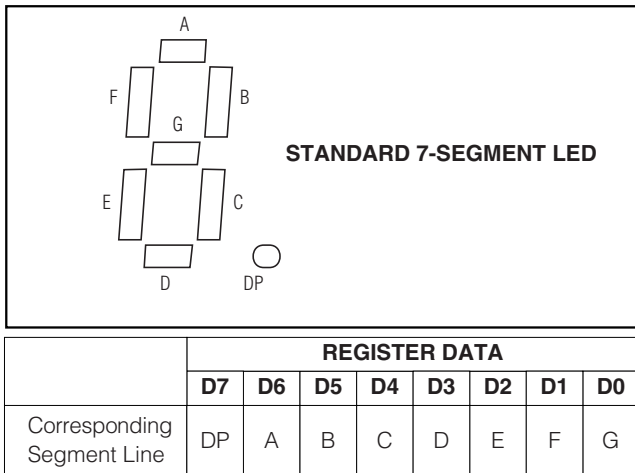 A
F
B
G
STANDARD 7-SEGMENT LED
E
C
D
DP
REGISTER DATA
D7 D6 D5 D4 D3 D2 D1 D0
Corresponding
Segment Line
DP A B C D E F G